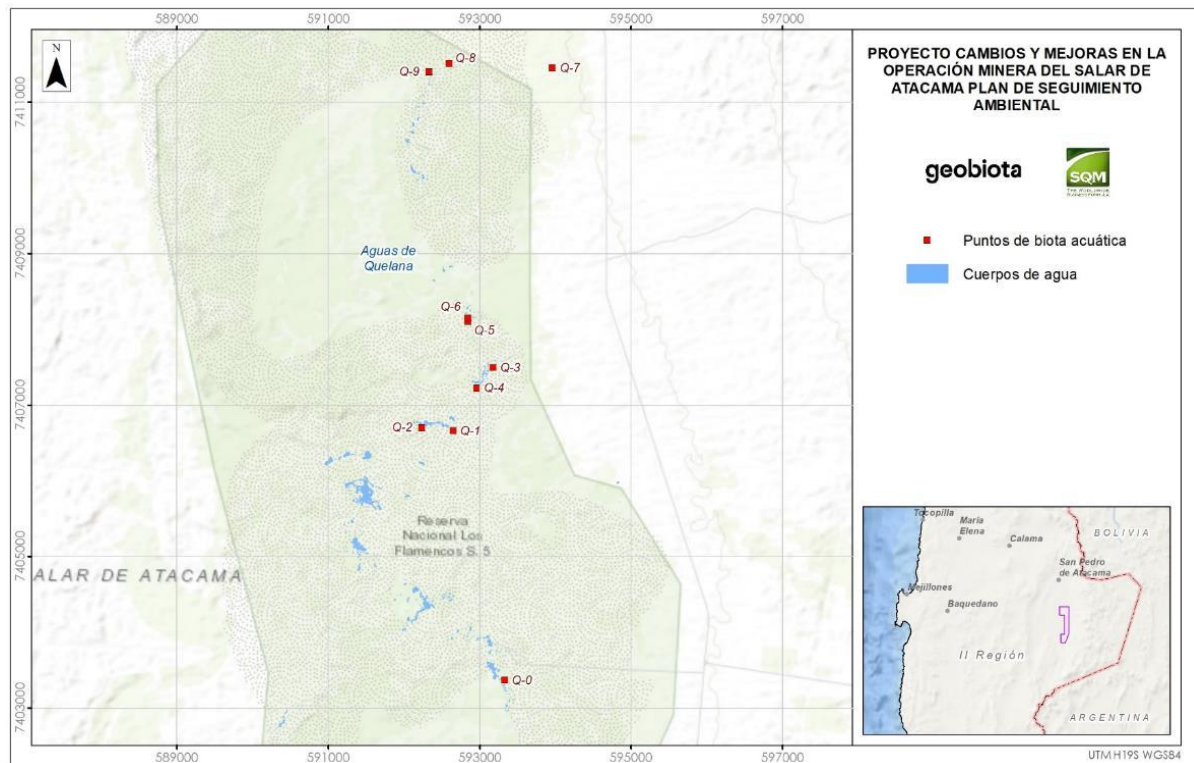 589000 591000 593000 595000 597000
N
Q-8
Q-9
Q-7
7411000
7409000
Aguas de
Quelana
Q-6
Q-5
Q-3
Q-4
7407000
Q-2
Q-1
Reserva
Nacional Los
Flamencos S. 5
7405000
ALAR DE ATACAMA
Q-0
7403000
589000 591000 593000 595000 597000
PROYECTO CAMBIOS Y MEJORAS EN LA
OPERACIÓN MINERA DEL SALAR DE
ATACAMA PLAN DE SEGUIMIENTO
AMBIENTAL
geobiota
SQM
Puntos de biota acuática
Cuerpos de agua
Tocopilla
María
Elena
BOLIVIA
Calama
San Pedro
de Atacama
Mejillones
Baquedano
II Región
ARGENTINA
UTM H19S WGS84